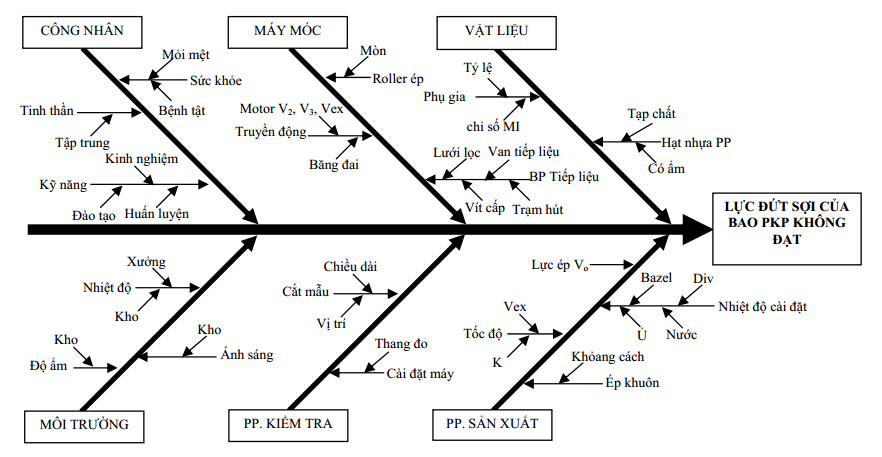 CÔNG NHÂN
MÁY MÓC
VẬT LIỆU
Mỏi mệt
Sức khỏe
Bệnh tật
Tinh thần
Tập trung
Kinh nghiệm
Kỹ năng
Đào tạo
Huấn luyện
Mòn
Roller ép
Motor V₂, V₃, Vex
Truyền động
Băng đai
Lưới lọc
Van tiếp liệu
BP Tiếp liệu
Vít cấp
Trạm hút
Tỷ lệ
Phụ gia
chi số MI
Tạp chất
Hạt nhựa PP
Có ẩm
LỰC ĐỨT SỢI CỦA
BAO PKP KHÔNG
ĐẠT
Xưởng
Nhiệt độ
Kho
Kho
Độ ẩm
Kho
Ánh sáng
Chiều dài
Cắt mẫu
Vị trí
Thang đo
Cài đặt máy
Lực ép Vₒ
Bazel
Div
Nhiệt độ cài đặt
Ủ
Nước
Vex
Tốc độ
K
Khỏang cách
Ép khuôn
MÔI TRƯỜNG
PP. KIỂM TRA
PP. SẢN XUẤT